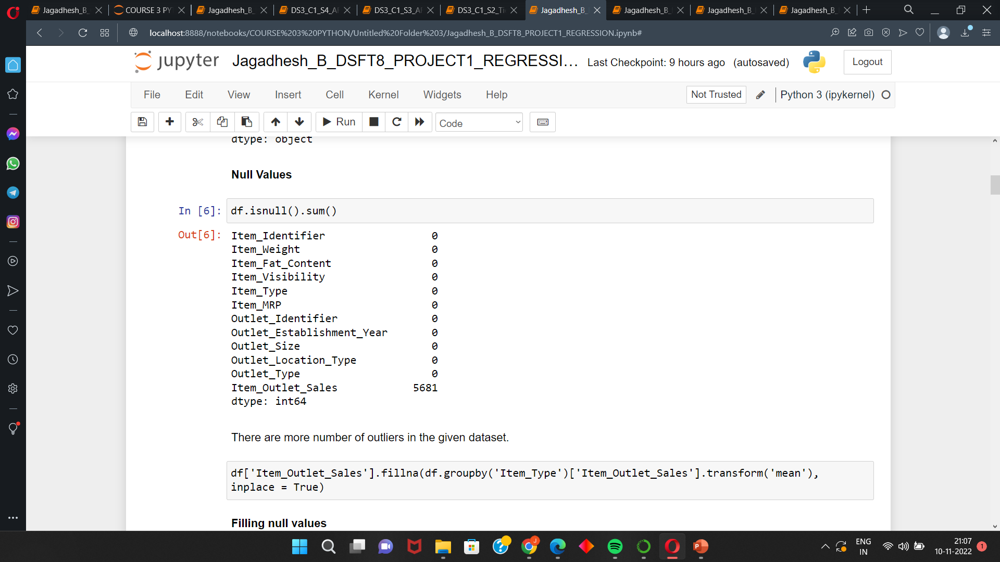 Jagadhesh_B_
COURSE 3 PY
Jagadhesh_B_
DS3_C1_S4_A
DS3_C1_S3_A
DS3_C1_S2_Ti
Jagadhesh_B_
Jagadhesh_B_
Jagadhesh_B_
Jagadhesh_B_
localhost:8888/notebooks/COURSE%203%20PYTHON/Untitled%20Folder%203/Jagadhesh_B_DSFT8_PROJECT1_REGRESSION.ipynb#
jupyter Jagadhesh_B_DSFT8_PROJECT1_REGRESSI... Last Checkpoint: 9 hours ago (autosaved) Logout
File Edit View Insert Cell Kernel Widgets Help Not Trusted Python 3 (ipykernel)
Run Code
dtype: object
Null Values
In [6]: df.isnull().sum()
Out[6]: Item_Identifier 0
Item_Weight 0
Item_Fat_Content 0
Item_Visibility 0
Item_Type 0
Item_MRP 0
Outlet_Identifier 0
Outlet_Establishment_Year 0
Outlet_Size 0
Outlet_Location_Type 0
Outlet_Type 0
Item_Outlet_Sales 5681
dtype: int64
There are more number of outliers in the given dataset.
df['Item_Outlet_Sales'].fillna(df.groupby('Item_Type')['Item_Outlet_Sales'].transform('mean'),
inplace = True)
Filling null values
J
P
ENG
IN
21:07
10-11-2022
1